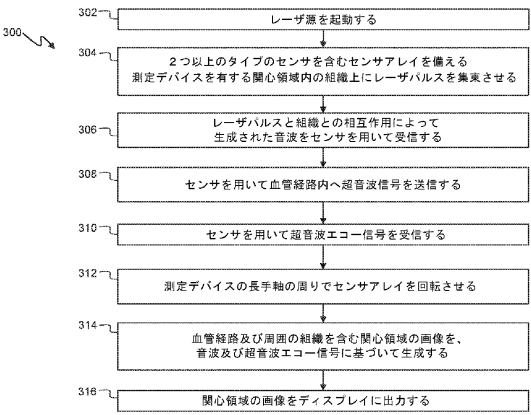 300
302
レーザ源を起動する
304
2つ以上のタイプのセンサを含むセンサアレイを備える
測定デバイスを有する関心領域内の組織上にレーザパルスを集束させる
306
レーザパルスと組織との相互作用によって
生成された音波をセンサを用いて受信する
308
センサを用いて血管経路内へ超音波信号を送信する
310
センサを用いて超音波エコー信号を受信する
312
測定デバイスの長手軸の周りでセンサアレイを回転させる
314
血管経路及び周囲の組織を含む関心領域の画像を、
音波及び超音波エコー信号に基づいて生成する
316
関心領域の画像をディスプレイに出力する